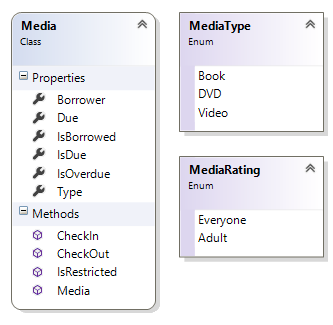 Media
Class
Properties
Borrower
Due
IsBorrowed
IsDue
IsOverdue
Type
Methods
CheckIn
CheckOut
IsRestricted
Media
MediaType
Enum
Book
DVD
Video
MediaRating
Enum
Everyone
Adult